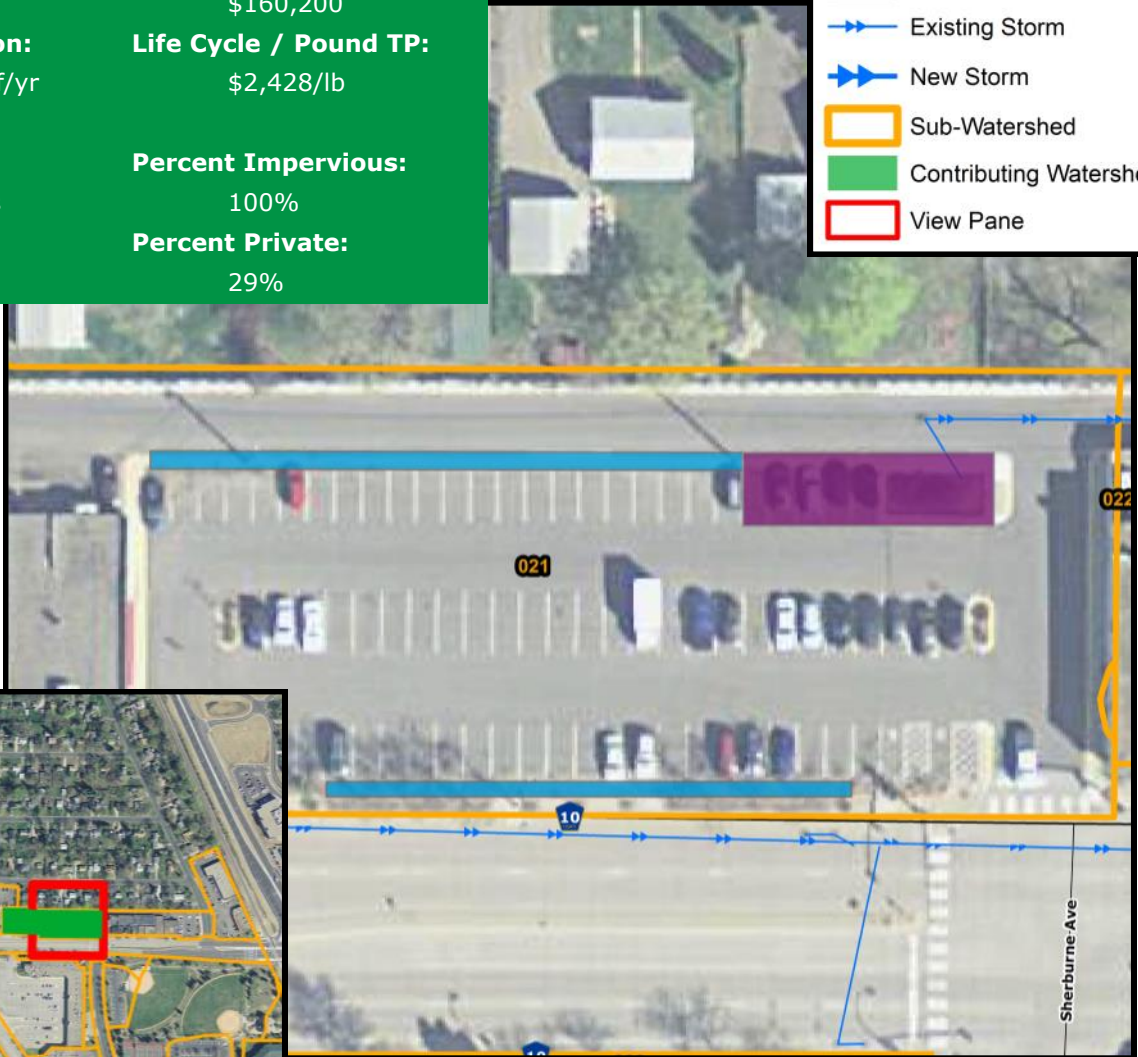 $160,200
on:
Life Cycle / Pound TP:
f/yr
$2,428/lb
Percent Impervious:
100%
Percent Private:
29%
Existing Storm
New Storm
Sub-Watershed
Contributing Watershe
View Pane
022
021
10
Sherburne Ave
10